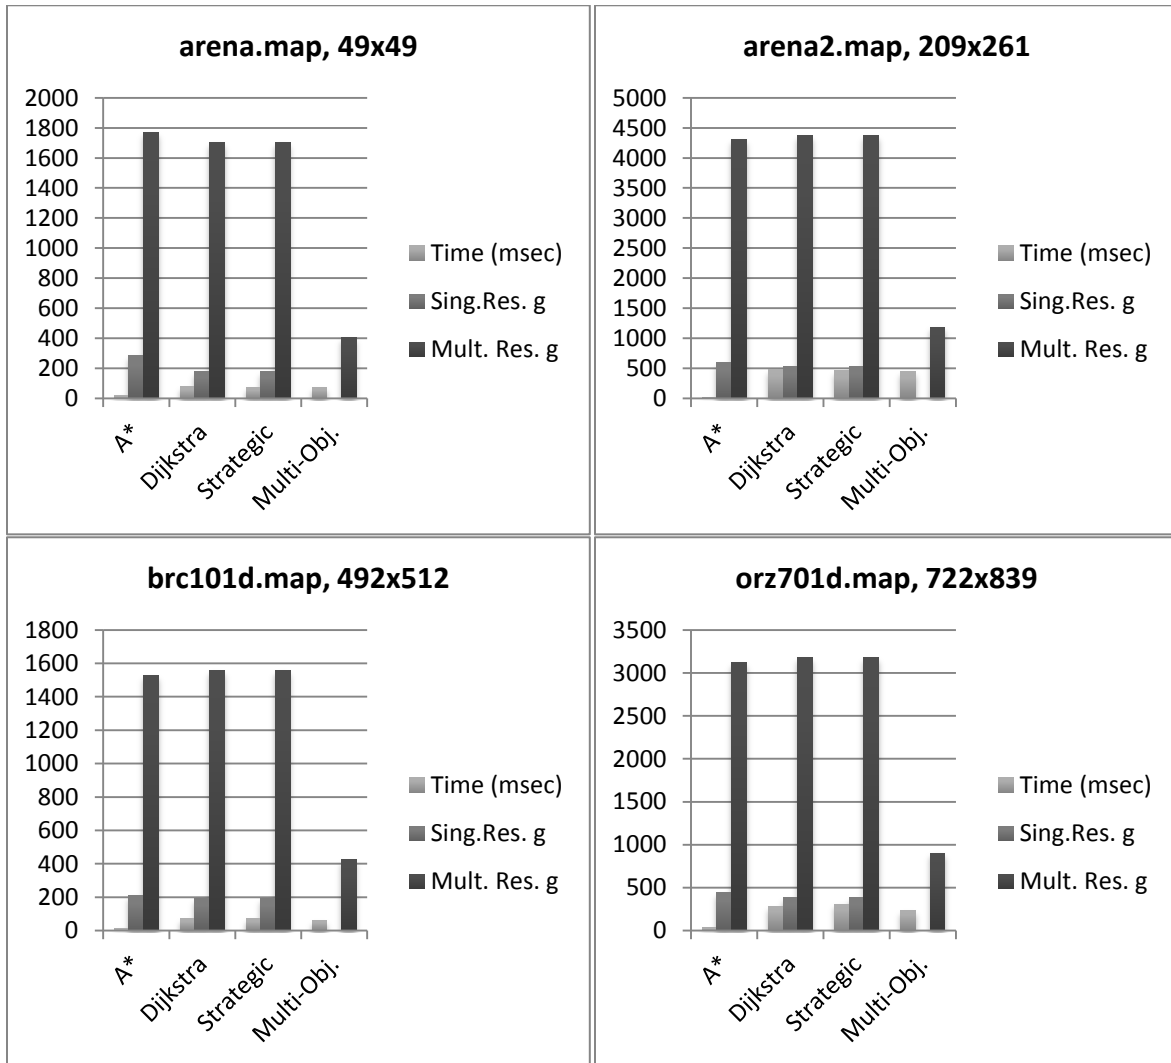 arena.map, 49x49
2000
1800
1600
1400
1200
1000
800
600
400
200
0
A*
Dijkstra
Strategic
Multi-Obj.
Time (msec)
Sing.Res. g
Mult. Res. g
arena2.map, 209x261
5000
4500
4000
3500
3000
2500
2000
1500
1000
500
0
A*
Dijkstra
Strategic
Multi-Obj.
Time (msec)
Sing.Res. g
Mult. Res. g
brc101d.map, 492x512
1800
1600
1400
1200
1000
800
600
400
200
0
A*
Dijkstra
Strategic
Multi-Obj.
Time (msec)
Sing.Res. g
Mult. Res. g
orz701d.map, 722x839
3500
3000
2500
2000
1500
1000
500
0
A*
Dijkstra
Strategic
Multi-Obj.
Time (msec)
Sing.Res. g
Mult. Res. g